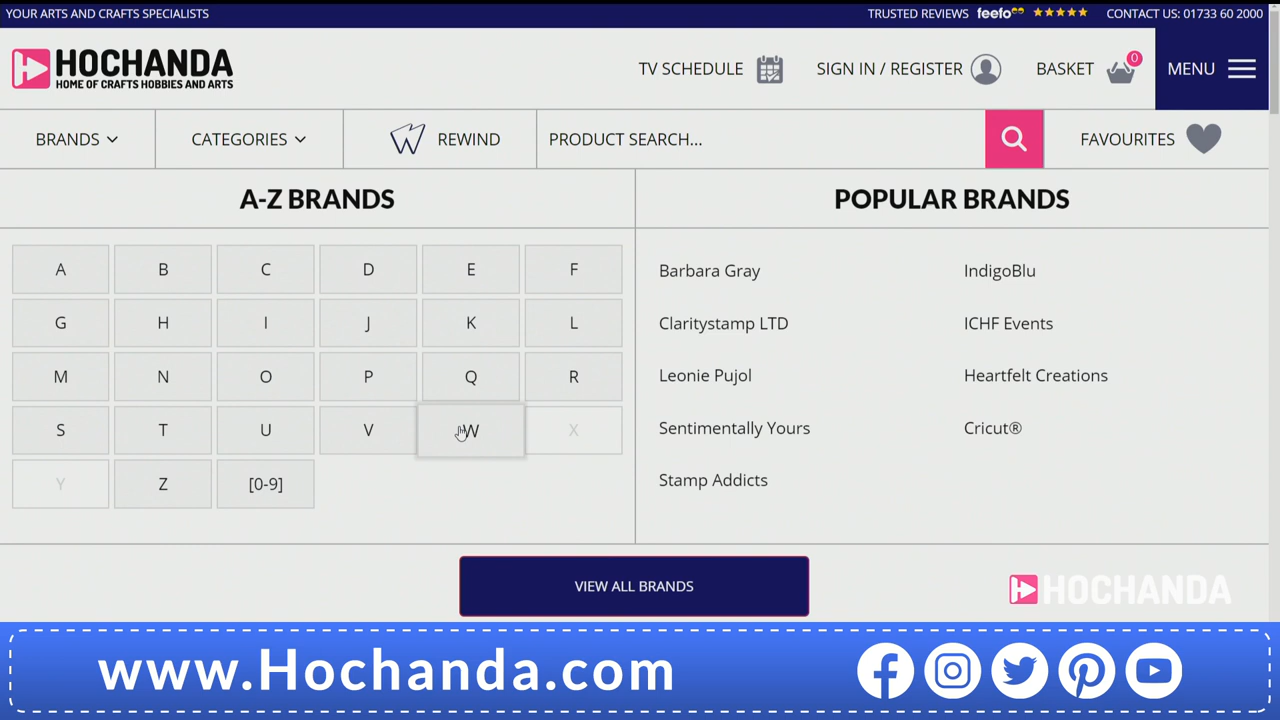 YOUR ARTS AND CRAFTS SPECIALISTS
TRUSTED REVIEWS feefo
CONTACT US: 01733 60 2000
HOCHANDA
HOME OF CRAFTS HOBBIES AND ARTS
TV SCHEDULE
SIGN IN / REGISTER
BASKET 0
MENU
BRANDS
CATEGORIES
REWIND
PRODUCT SEARCH...
FAVOURITES
A-Z BRANDS
A B C D E F
G H I J K L
M N O P Q R
S T U V W X
Y Z [0-9]
POPULAR BRANDS
Barbara Gray
IndigoBlu
Claritystamp LTD
ICHF Events
Leonie Pujol
Heartfelt Creations
Sentimentally Yours
Cricut®
Stamp Addicts
VIEW ALL BRANDS
HOCHANDA
www.Hochanda.com